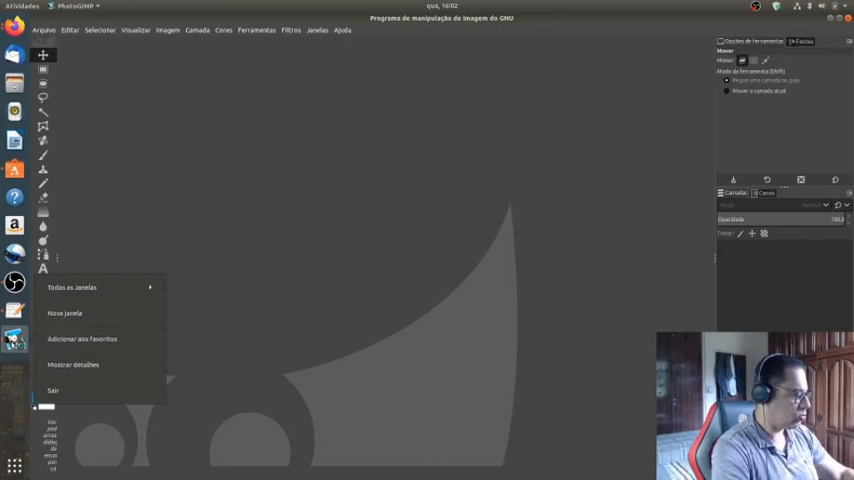 Atividades PhotoGIMP qua, 16:02
Programa de manipulação de imagem do GNU
Arquivo Editar Selecionar Visualizar Imagem Camada Cores Ferramentas Filtros Janelas Ajuda
Opções de ferramentas Fontes
Mover
Mover:
Modo da ferramenta (Shift)
Pegue uma camada ou guia
Mover a camada atual
Camadas Canais
Modo Normal
Opacidade 100,0
Travar:
Todas as Janelas
Nova janela
Adicionar aos favoritos
Mostrar detalhes
Sair
Você
pod